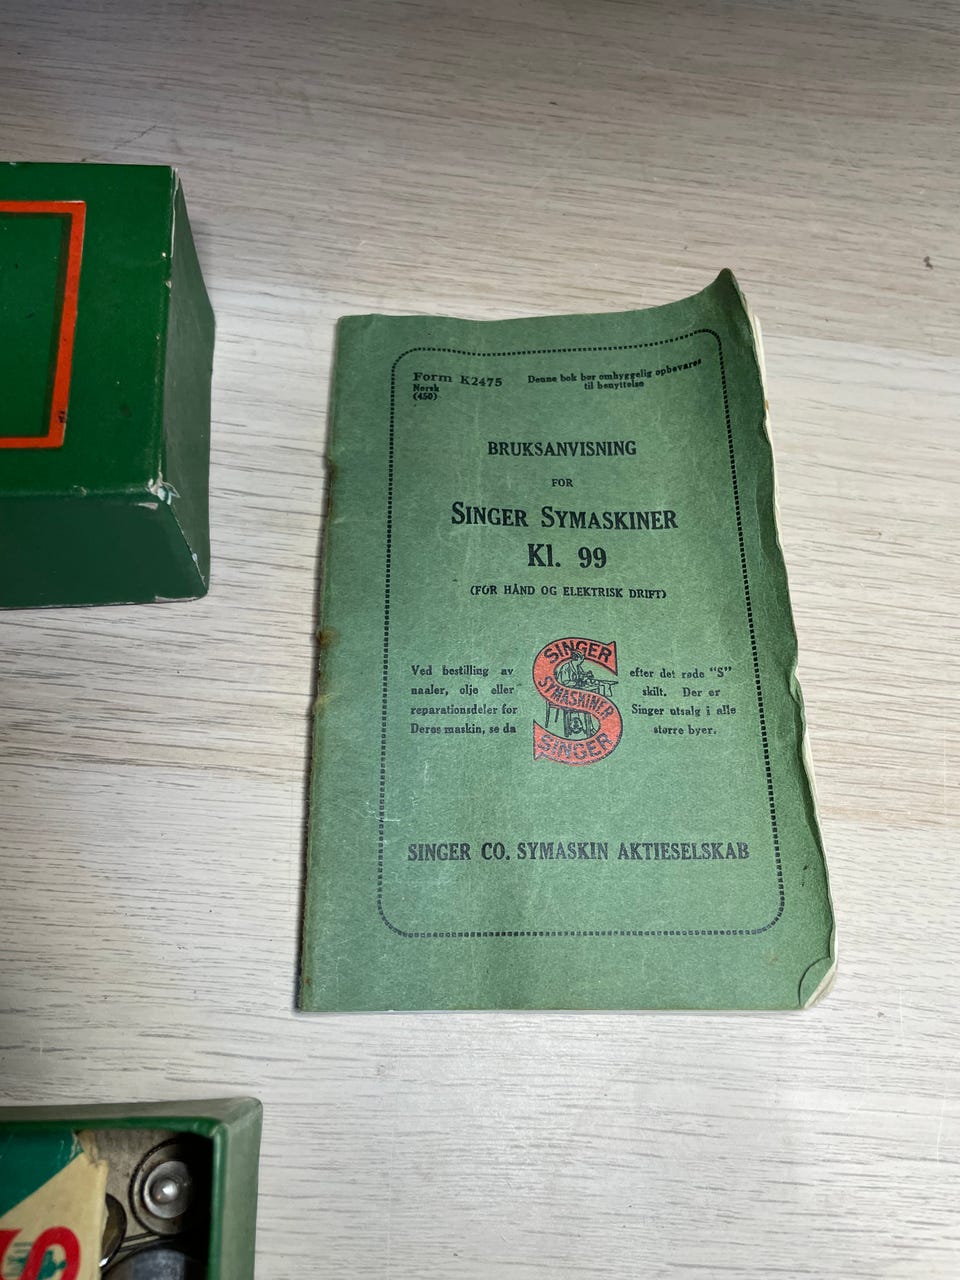 Form K2475
Norsk
(450)
Denne bok bør omhyggelig opbevares
til benyttelse
BRUKSANVISNING
FOR
SINGER SYMASKINER
Kl. 99
(FOR HÅND OG ELEKTRISK DRIFT)
Ved bestilling av
naaler, olje eller
reparationsdeler for
Deres maskin, se da
SINGER
SYMASKINER
SINGER
efter det røde "S"
skilt. Der er
Singer utsalg i alle
større byer.
SINGER CO. SYMASKIN AKTIESELSKAB
S